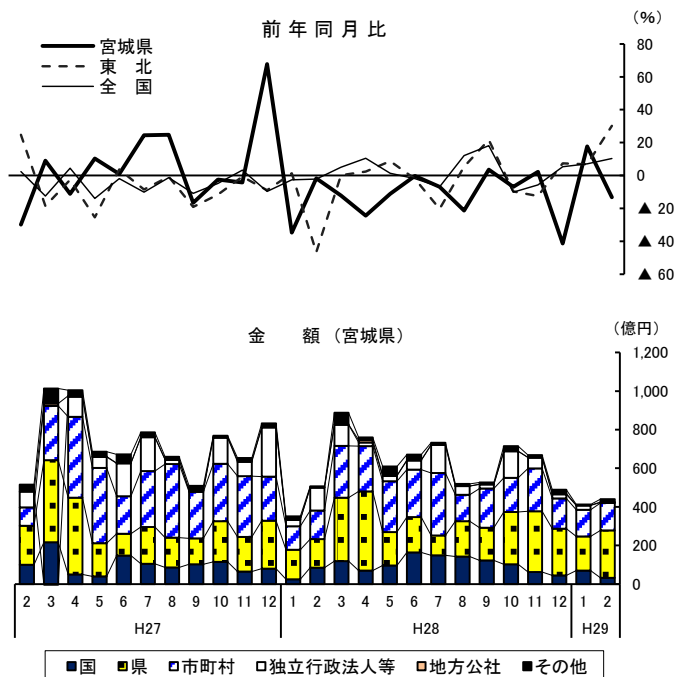 前年同月比
（%）
宮城県
東　北
全　国
80
60
40
20
0
▲ 20
▲ 40
▲ 60
金　額（宮城県）
（億円）
1,200
1,000
800
600
400
200
0
2 3 4 5 6 7 8 9 10 11 12 1 2 3 4 5 6 7 8 9 10 11 12 1 2
H27 H28 H29
国 県 市町村 独立行政法人等 地方公社 その他